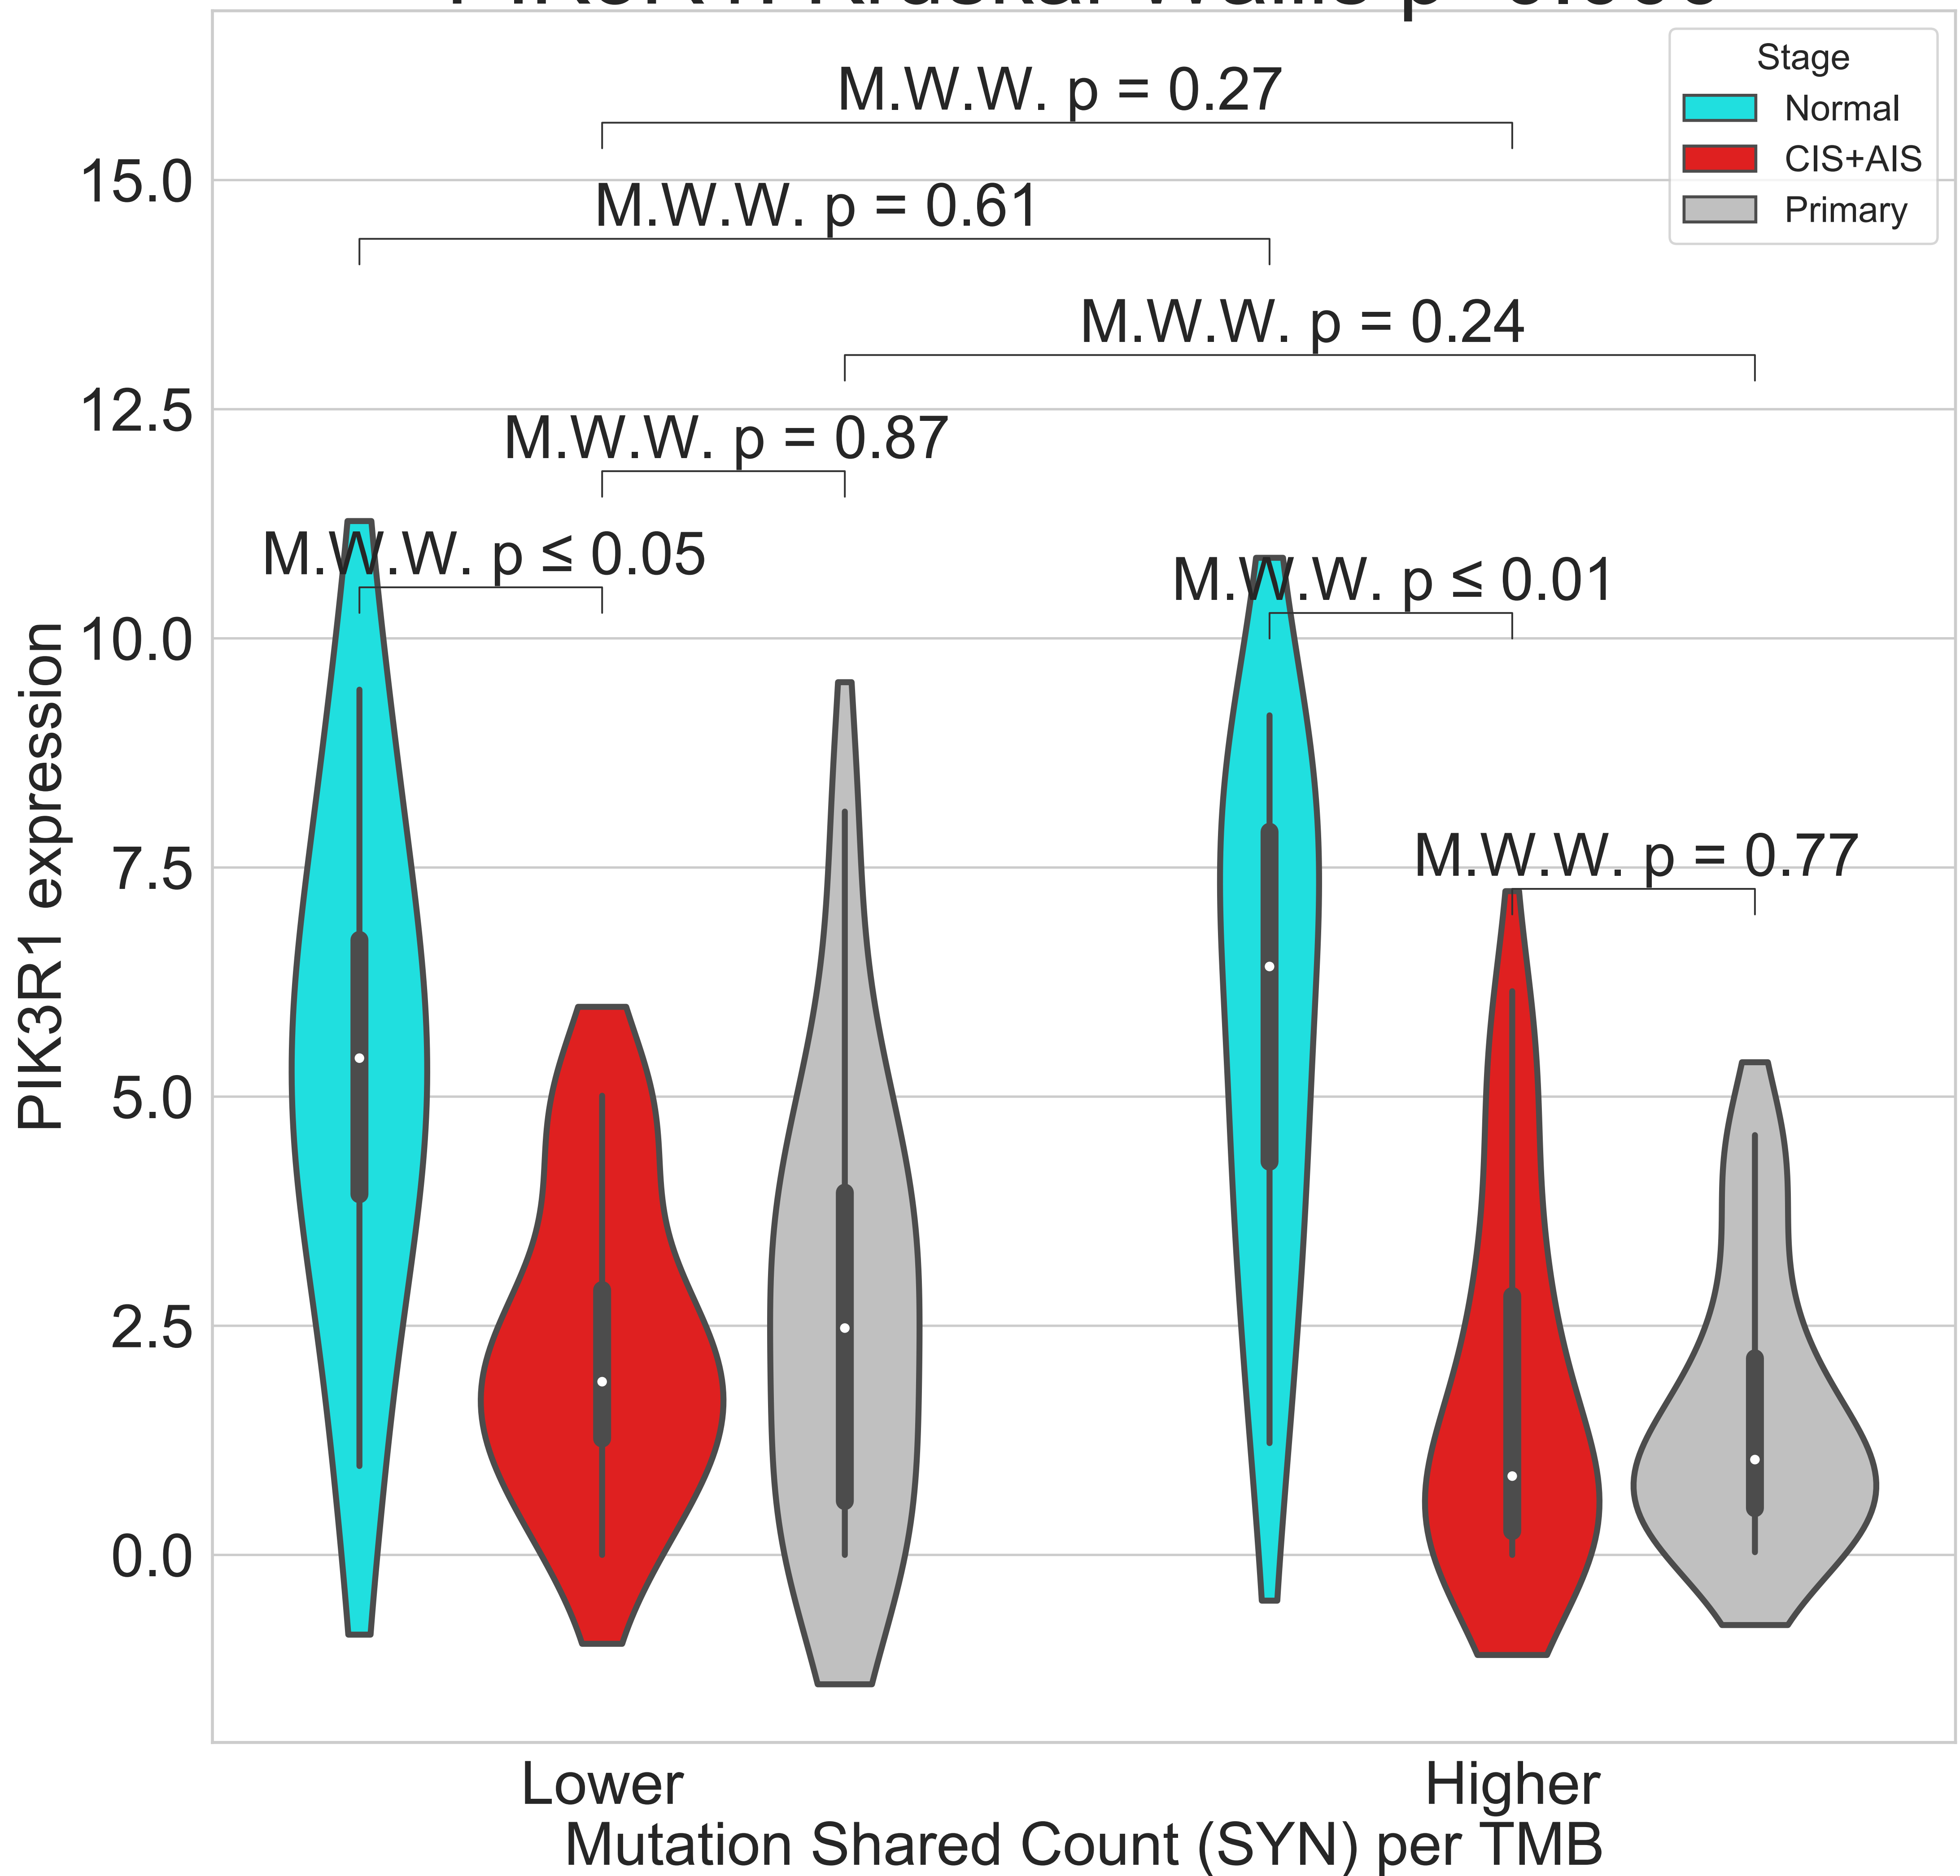 M.W.W. p = 0.27
Stage
Normal
CIS+AIS
Primary
15.0
M.W.W. p = 0.61
M.W.W. p = 0.24
12.5
M.W.W. p = 0.87
M.W.W. p ≤ 0.05
M.W.W. p ≤ 0.01
10.0
PIK3R1 expression
7.5
M.W.W. p = 0.77
5.0
2.5
0.0
Lower
Higher
Mutation Shared Count (SYN) per TMB